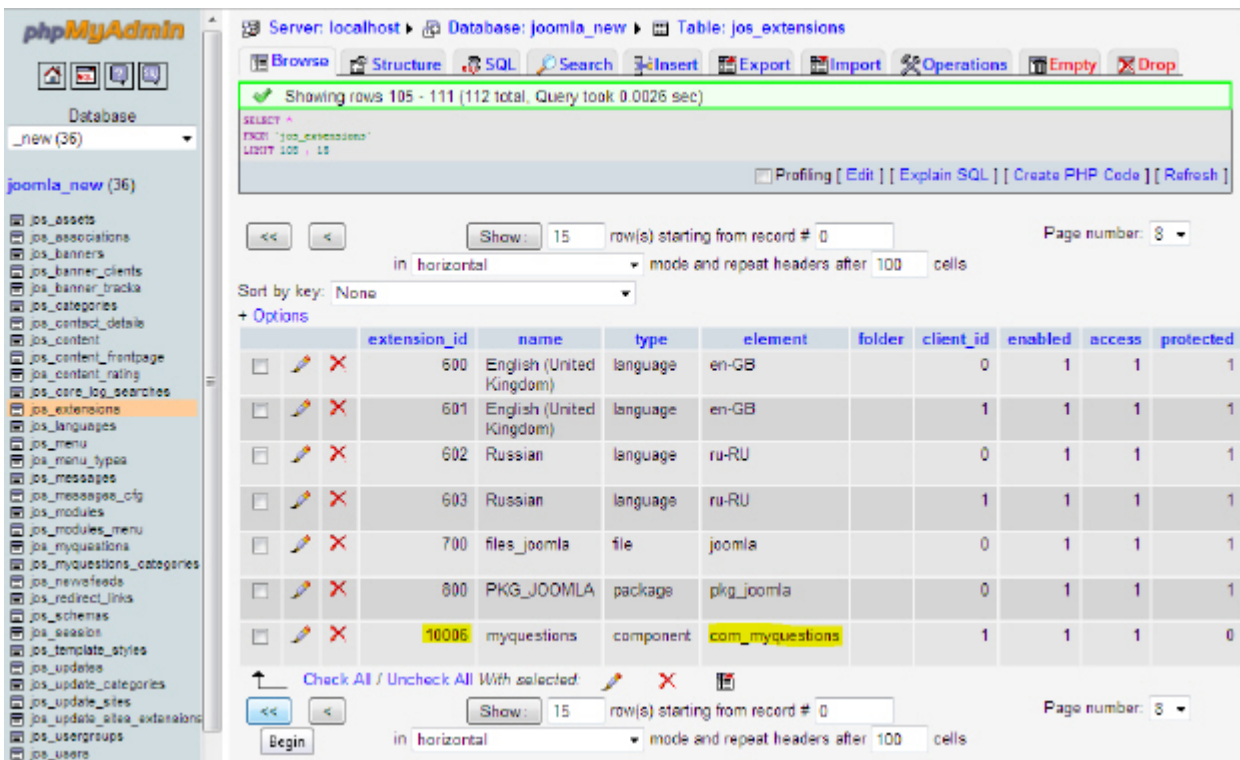 phpMyAdmin
Database
_new (36)
joomla_new (36)
jos_assets
jos_associations
jos_banners
jos_banner_clients
jos_banner_tracks
jos_categories
jos_contact_details
jos_content
jos_content_frontpage
jos_content_rating
jos_core_log_searches
jos_extensions
jos_languages
jos_menu
jos_menu_types
jos_messages
jos_messages_cfg
jos_modules
jos_modules_menu
jos_myquestions
jos_myquestions_categories
jos_newsfeeds
jos_redirect_links
jos_schemas
jos_session
jos_template_styles
jos_updates
jos_update_categories
jos_update_sites
jos_update_sites_extensions
jos_usergroups
jos_users
Server: localhost Database: joomla_new Table: jos_extensions
Browse Structure SQL Search Insert Export Import Operations Empty Drop
Showing rows 105 - 111 (112 total, Query took 0.0026 sec)
SELECT *
FROM `jos_extensions`
LIMIT 105 , 15
Profiling [ Edit ] [ Explain SQL ] [ Create PHP Code ] [ Refresh ]
<< < Show : 15 row(s) starting from record # 0 Page number: 8
in horizontal mode and repeat headers after 100 cells
Sort by key: None
+ Options
extension_id name type element folder client_id enabled access protected
600 English (United Kingdom) language en-GB 0 1 1 1
601 English (United Kingdom) language en-GB 1 1 1 1
602 Russian language ru-RU 0 1 1 1
603 Russian language ru-RU 1 1 1 1
700 files_joomla file joomla 0 1 1 1
800 PKG_JOOMLA package pkg_joomla 0 1 1 1
10006 myquestions component com_myquestions 1 1 1 0
Check All / Uncheck All With selected:
<< < Show : 15 row(s) starting from record # 0 Page number: 8
Begin in horizontal mode and repeat headers after 100 cells